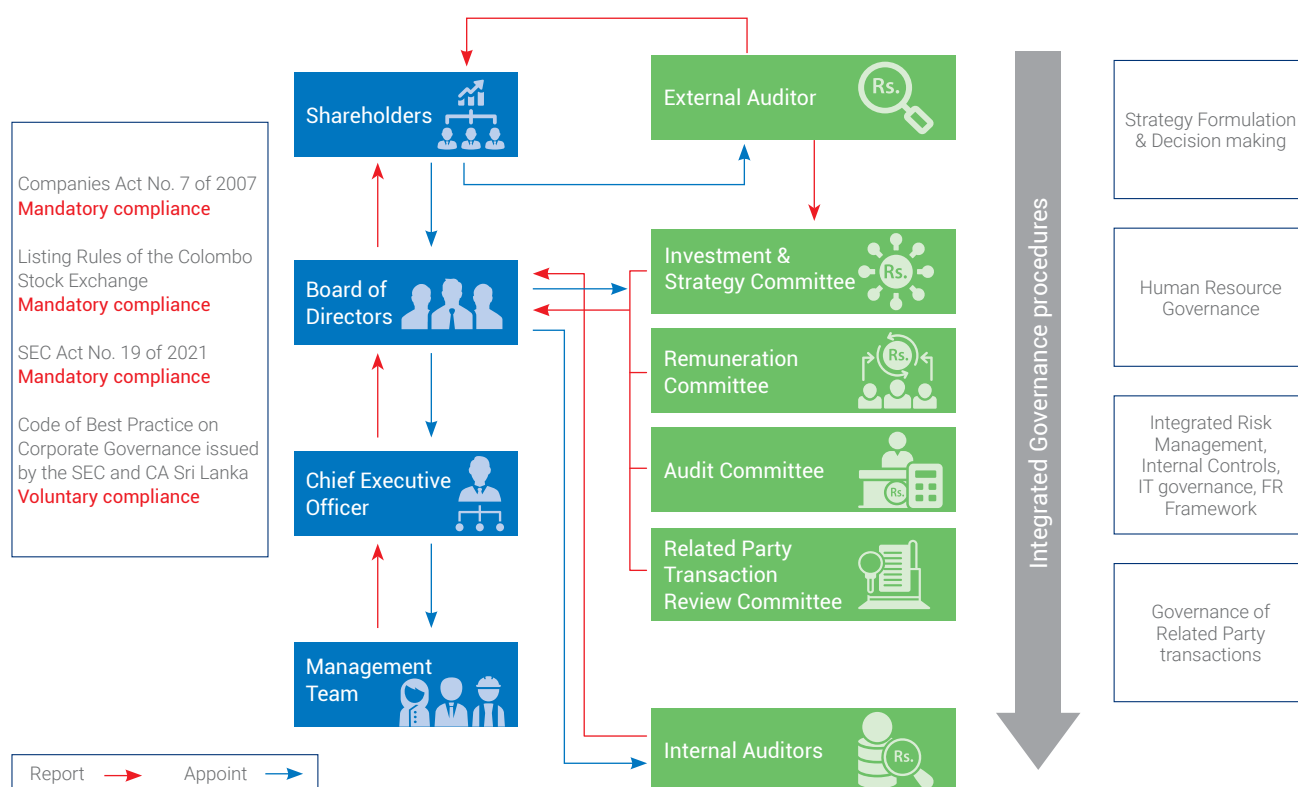 Companies Act No. 7 of 2007
Mandatory compliance
Listing Rules of the Colombo
Stock Exchange
Mandatory compliance
SEC Act No. 19 of 2021
Mandatory compliance
Code of Best Practice on
Corporate Governance issued
by the SEC and CA Sri Lanka
Voluntary compliance
Report
Appoint
Shareholders
Board of
Directors
Chief Executive
Officer
Management
Team
External Auditor
Rs.
Investment &
Strategy Committee
Rs.
Remuneration
Committee
Rs.
Audit Committee
Rs.
Related Party
Transaction
Review Committee
Internal Auditors
Rs.
Integrated Governance procedures
Strategy Formulation
& Decision making
Human Resource
Governance
Integrated Risk
Management,
Internal Controls,
IT governance, FR
Framework
Governance of
Related Party
transactions